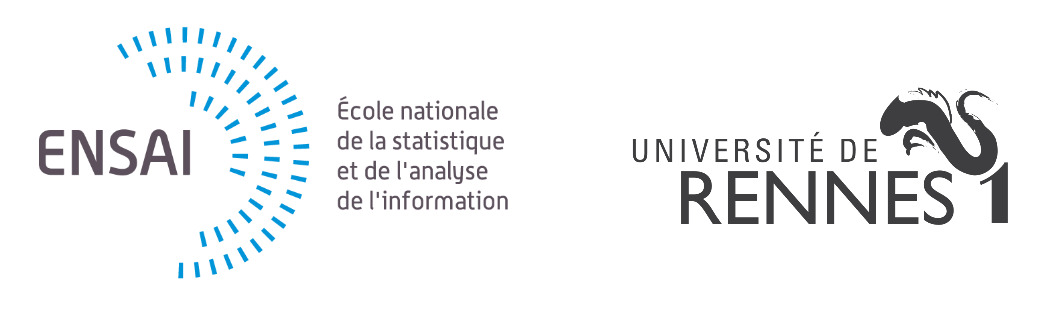 ENSAI
École nationale
de la statistique
et de l'analyse
de l'information
UNIVERSITÉ DE
RENNES 1